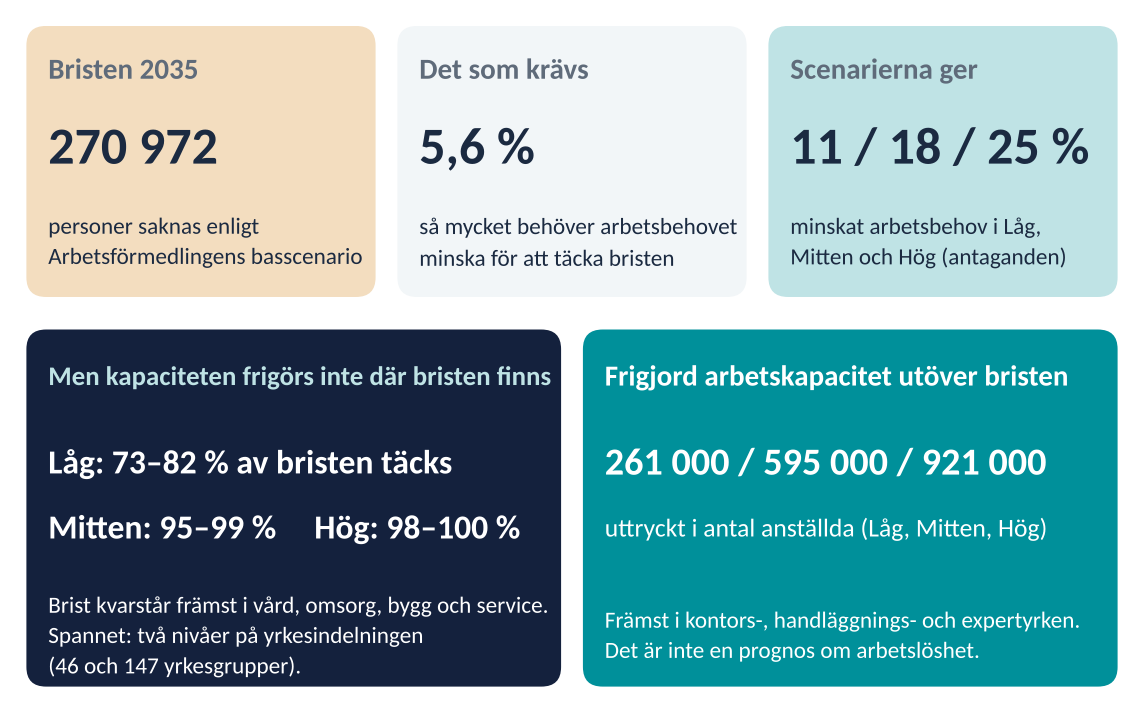 Bristen 2035
270 972
personer saknas enligt
Arbetsförmedlingens basscenario
Det som krävs
5,6 %
så mycket behöver arbetsbehovet
minska för att täcka bristen
Scenarierna ger
11 / 18 / 25 %
minskat arbetsbehov i Låg,
Mitten och Hög (antaganden)
Men kapaciteten frigörs inte där bristen finns
Låg: 73–82 % av bristen täcks
Mitten: 95–99 % Hög: 98–100 %
Brist kvarstår främst i vård, omsorg, bygg och service.
Spannet: två nivåer på yrkesindelningen
(46 och 147 yrkesgrupper).
Frigjord arbetskapacitet utöver bristen
261 000 / 595 000 / 921 000
uttryckt i antal anställda (Låg, Mitten, Hög)
Främst i kontors-, handläggnings- och expertyrken.
Det är inte en prognos om arbetslöshet.